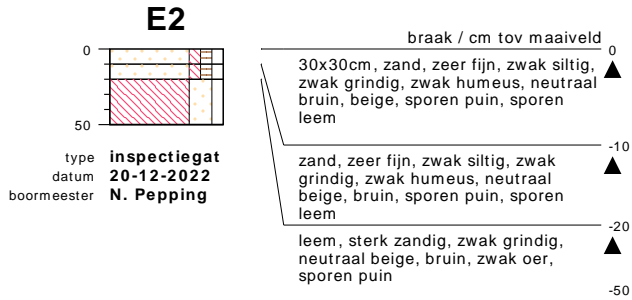 E2
braak / cm tov maaiveld
0
0
30x30cm, zand, zeer fijn, zwak siltig,
zwak grindig, zwak humeus, neutraal
bruin, beige, sporen puin, sporen
leem
50
-10
type inspectiegat
datum 20-12-2022
boormeester N. Pepping
zand, zeer fijn, zwak siltig, zwak
grindig, zwak humeus, neutraal
beige, bruin, sporen puin, sporen
leem
-20
leem, sterk zandig, zwak grindig,
neutraal beige, bruin, zwak oer,
sporen puin
-50